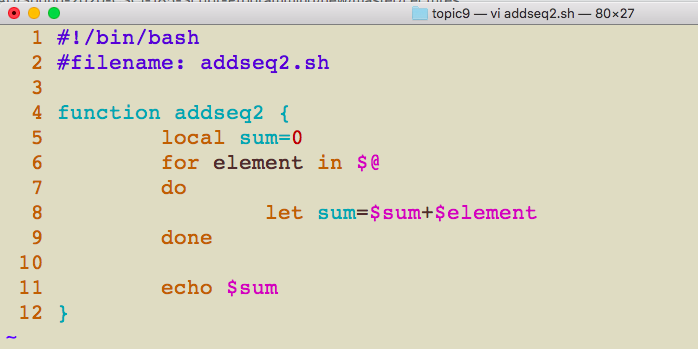 topic9 — vi addseq2.sh — 80×27
1 #!/bin/bash
2 #filename: addseq2.sh
3
4 function addseq2 {
5         local sum=0
6         for element in $@
7         do
8                 let sum=$sum+$element
9         done
10
11         echo $sum
12 }
~